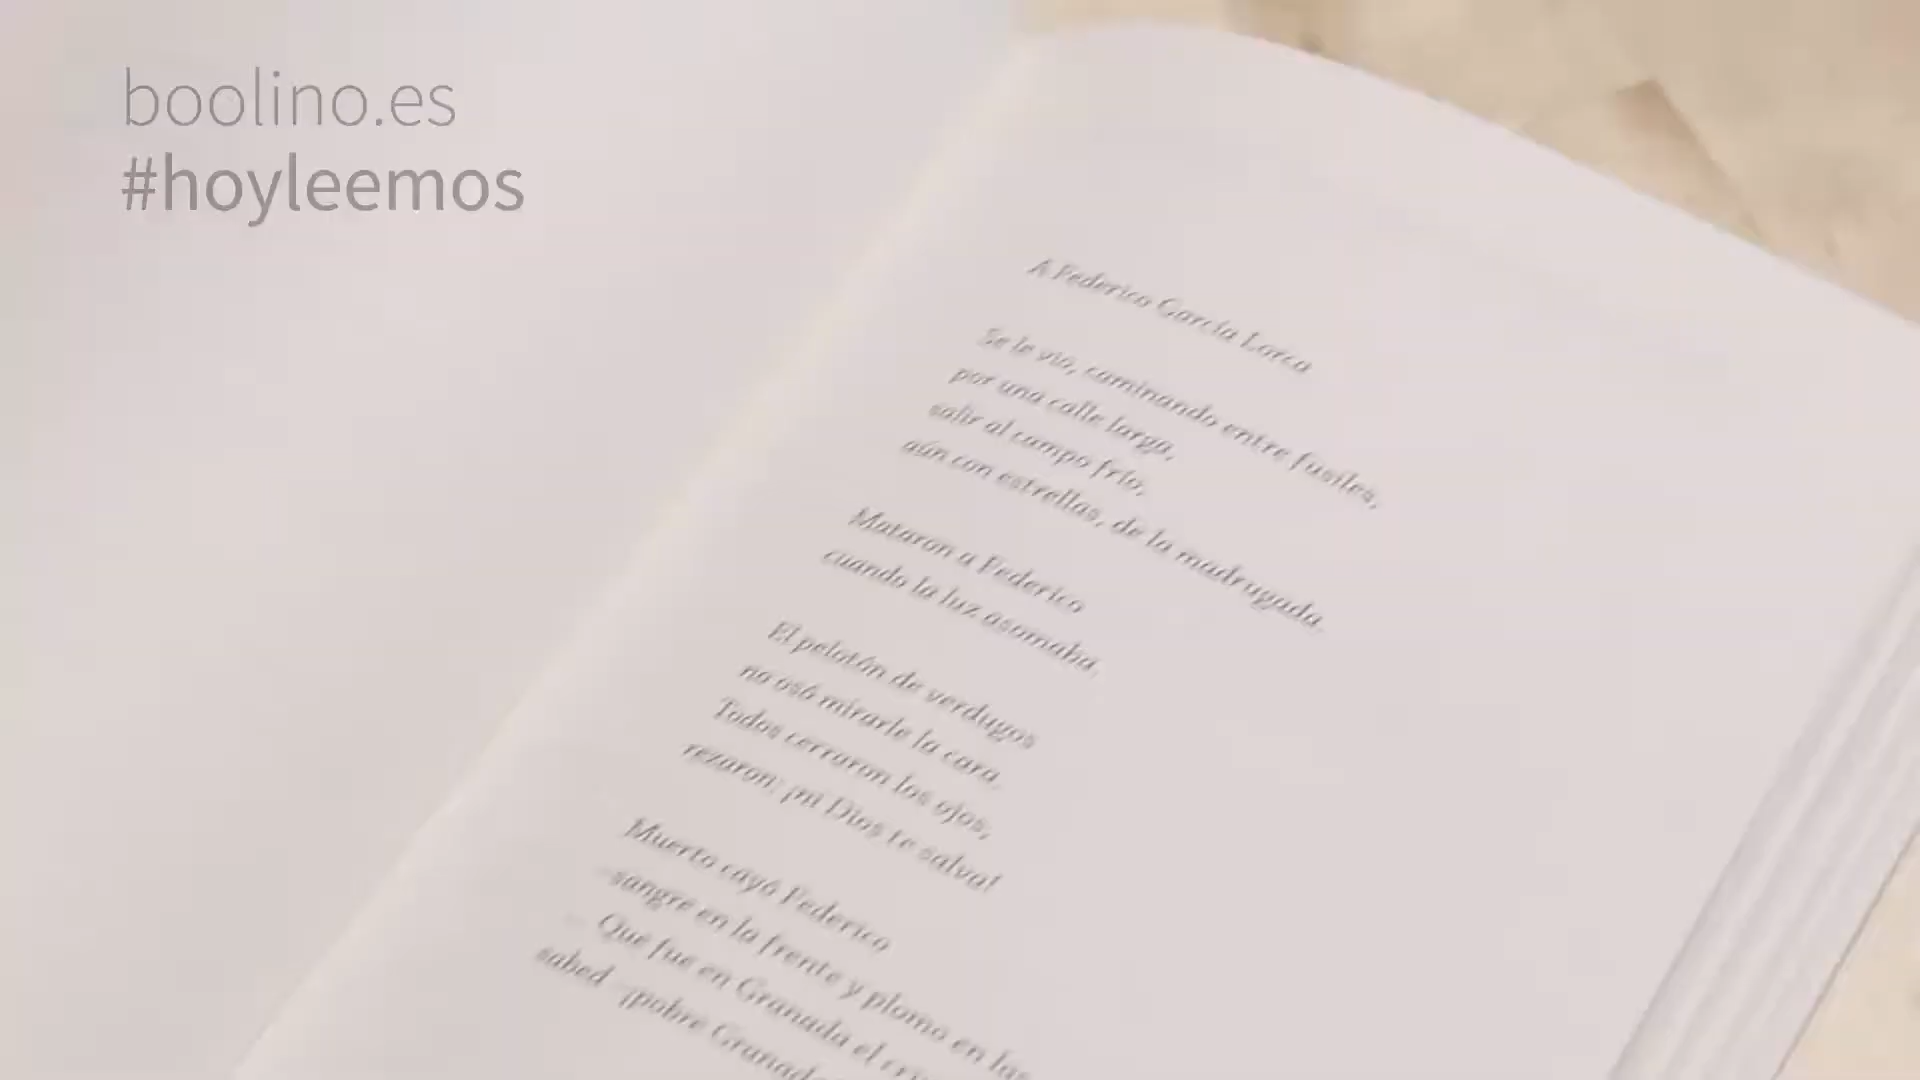 boolino.es
#hoyleemos
A Federico García Lorca
Se le vio, caminando entre fusiles,
por una calle larga,
salir al campo frío,
aún con estrellas, de la madrugada.
Mataron a Federico
cuando la luz asomaba.
El pelotón de verdugos
no osó mirarle la cara.
Todos cerraron los ojos;
rezaron: ¡ni Dios te salva!
Muerto cayó Federico
–sangre en la frente y plomo en las
... Que fue en Granada el
sabed –¡pobre